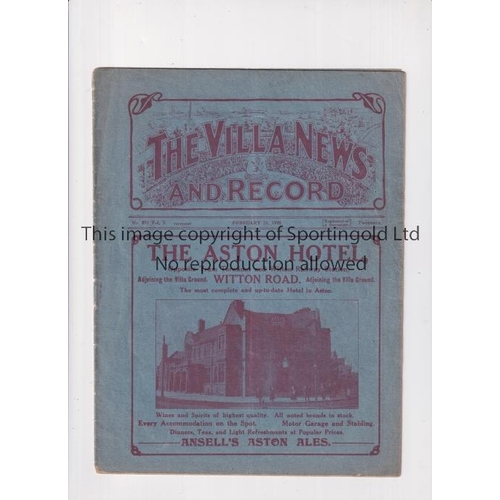 THE VILLA NEWS
AND RECORD
FEBRUARY
This image copyright of Sportingold Ltd
THE ASTON HOTEL
No reproduction allowed
Adjoining the Villa Ground. WITTON ROAD. Adjoining the Villa Ground.
The most complete and up-to-date Hotel in Aston.
Wines and Spirits of highest quality. All noted brands in stock.
Every Accommodation on the Spot. Motor Garage and Stabling.
Dinners, Teas, and Light Refreshments at Popular Prices.
ANSELL'S ASTON ALES.